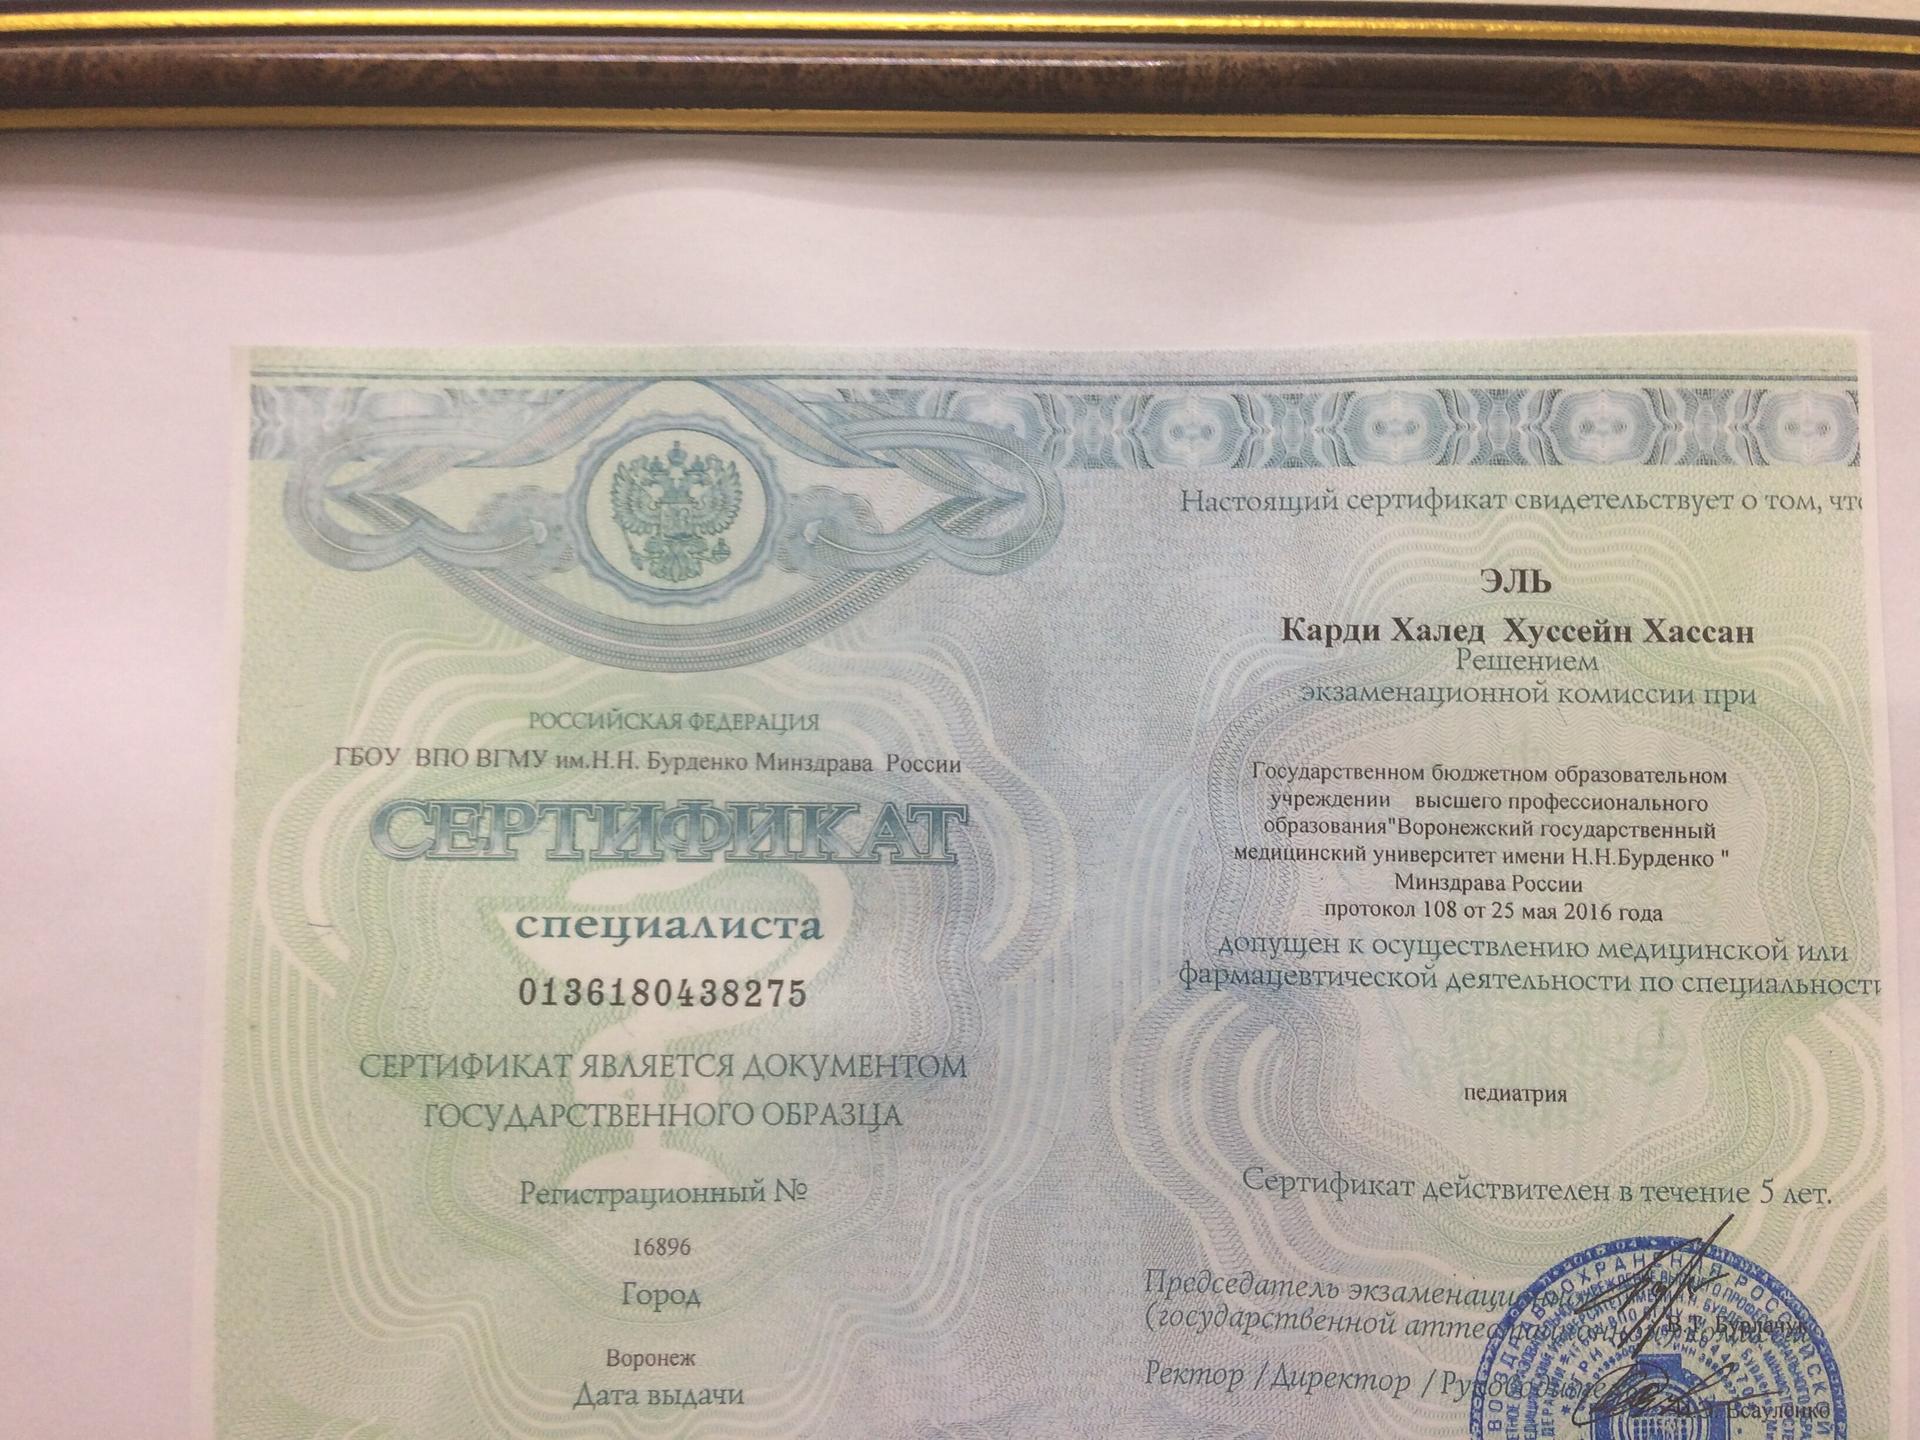 РОССИЙСКАЯ ФЕДЕРАЦИЯ
ГБОУ ВПО ВГМУ им.Н.Н. Бурденко Минздрава России
СЕРТИФИКАТ
специалиста
0136180438275
СЕРТИФИКАТ ЯВЛЯЕТСЯ ДОКУМЕНТОМ
ГОСУДАРСТВЕННОГО ОБРАЗЦА
Регистрационный №
16896
Город
Воронеж
Дата выдачи
Настоящий сертификат свидетельствует о том, что
ЭЛЬ
Карди Халед Хуссейн Хассан
Решением
экзаменационной комиссии при
Государственном бюджетном образовательном
учреждении высшего профессионального
образования"Воронежский государственный
медицинский университет имени Н.Н.Бурденко "
Минздрава России
протокол 108 от 25 мая 2016 года
допущен к осуществлению медицинской или
фармацевтической деятельности по специальности
педиатрия
Сертификат действителен в течение 5 лет.
Председатель экзаменационной
(государственной аттестационной) комиссии
В.Т. Бурлачук
Ректор / Директор / Руководитель
И.Э. Есауленко